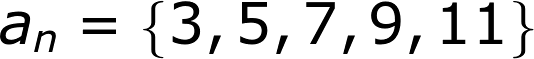 aₙ = {3, 5, 7, 9, 11}